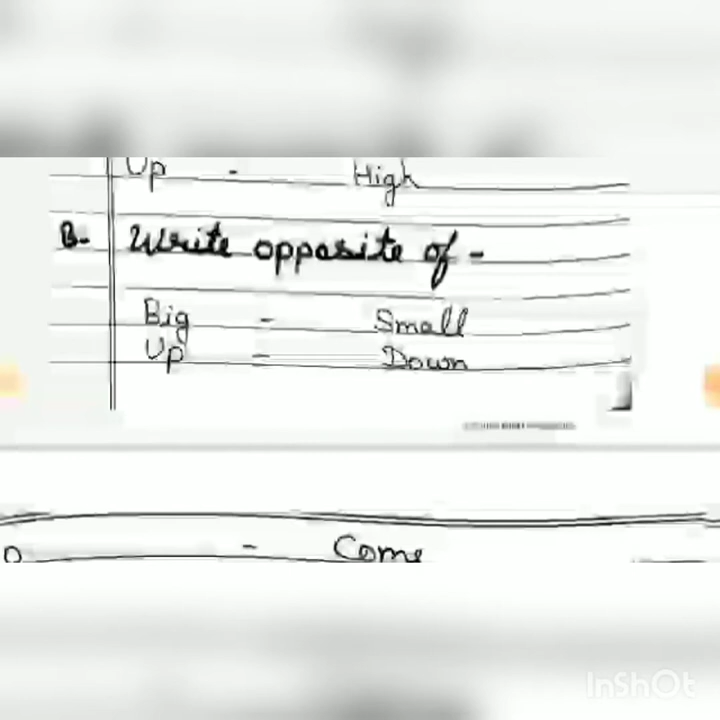 Up - High
B- Write opposite of -
Big - Small
Up - Down
- Come
InShOt